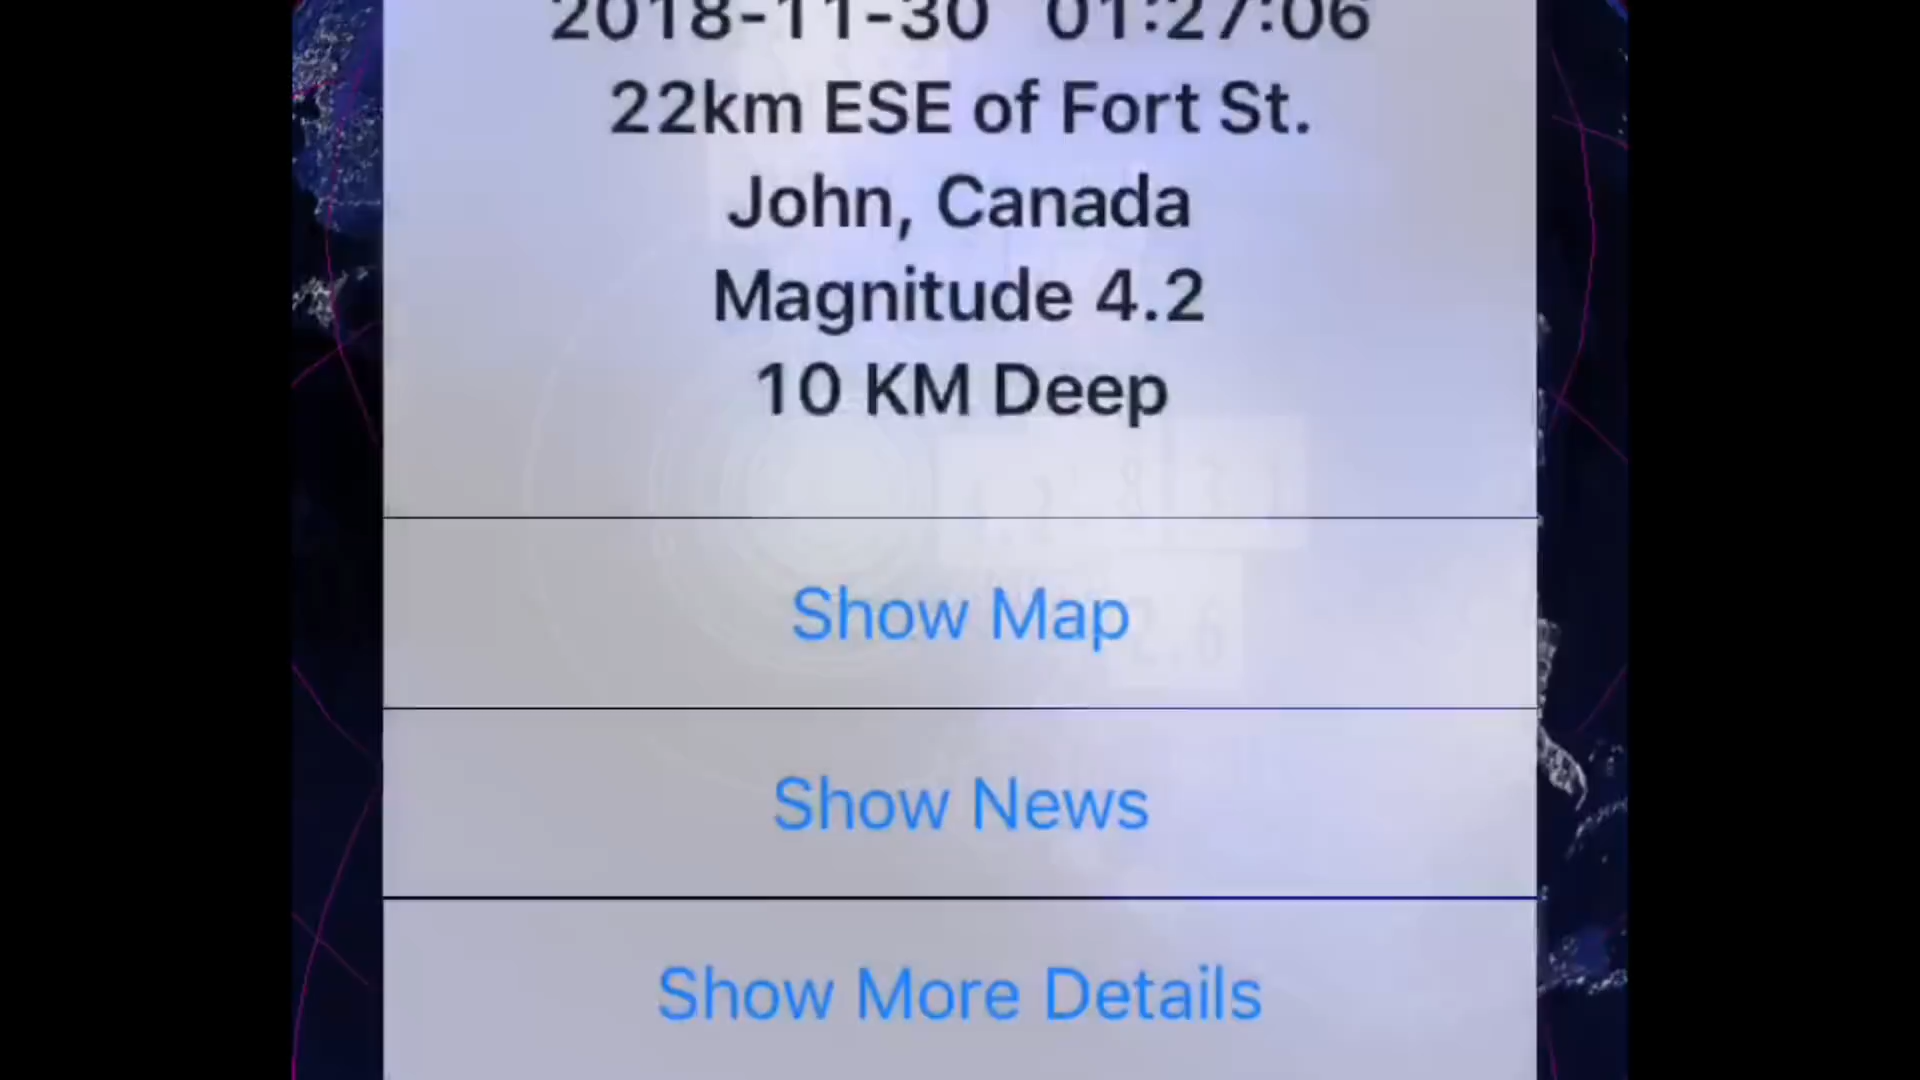 2018-11-30 01:27:06
22km ESE of Fort St.
John, Canada
Magnitude 4.2
10 KM Deep
Show Map
Show News
Show More Details